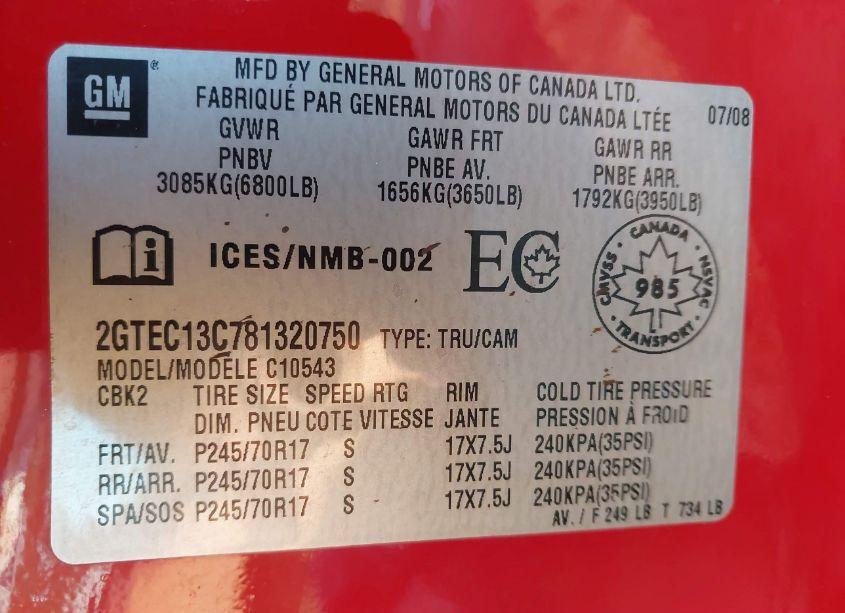 GM
MFD BY GENERAL MOTORS OF CANADA LTD.
FABRIQUÉ PAR GENERAL MOTORS DU CANADA LTÉE 07/08
GVWR GAWR FRT GAWR RR
PNBV PNBE AV. PNBE ARR.
3085KG(6800LB) 1656KG(3650LB) 1792KG(3950LB)
i ICES/NMB-002 EC
CANADA
CMVSS 985 NSVAC
TRANSPORT
2GTEC13C781320750 TYPE: TRU/CAM
MODEL/MODÈLE C10543
CBK2 TIRE SIZE SPEED RTG RIM COLD TIRE PRESSURE
DIM. PNEU COTE VITESSE JANTE PRESSION À FROID
FRT/AV. P245/70R17 S 17X7.5J 240KPA(35PSI)
RR/ARR. P245/70R17 S 17X7.5J 240KPA(35PSI)
SPA/SOS P245/70R17 S 17X7.5J 240KPA(35PSI)
AV. / F 249 LB T 734 LB